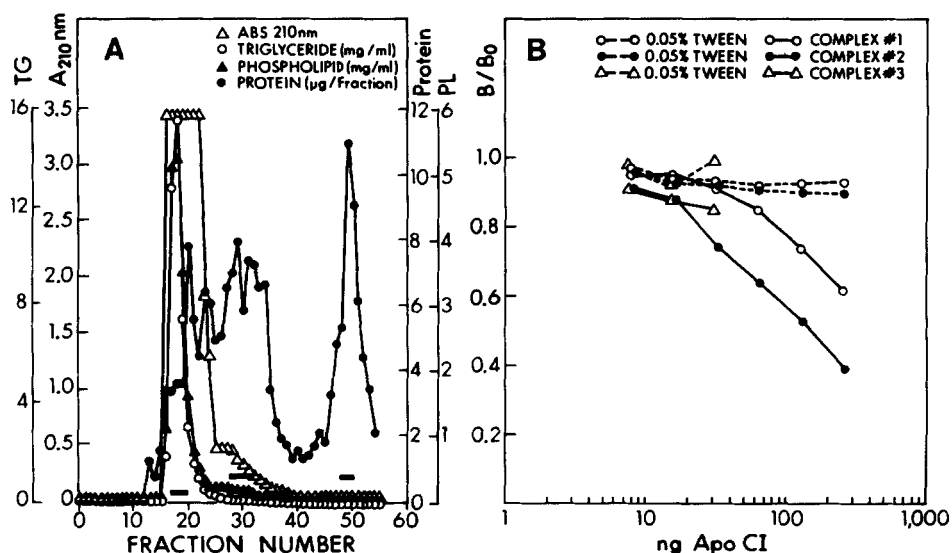 A
△ ABS 210nm
○ TRIGLYCERIDE (mg/ml)
▲ PHOSPHOLIPID (mg/ml)
● PROTEIN (µg/Fraction)
TG
A210nm
Protein
PL
16
12
8
4
0
3.5
3.0
2.5
2.0
1.5
1.0
0.5
0
12
10
8
6
4
2
0
6
5
4
3
2
1
0
0 10 20 30 40 50 60
FRACTION NUMBER
B
0.05% TWEEN COMPLEX #1
0.05% TWEEN COMPLEX #2
0.05% TWEEN COMPLEX #3
B/B0
1.0
0.8
0.6
0.4
0.2
1 10 100 1,000
ng Apo CI